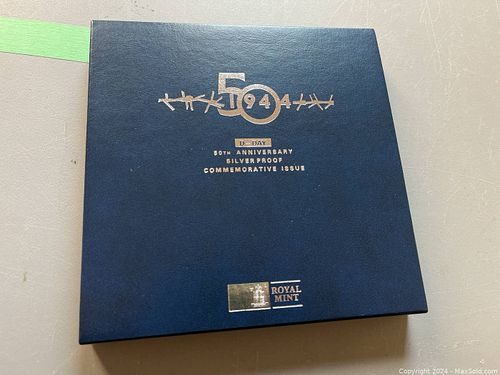 50
1944
D-DAY
50TH ANNIVERSARY
SILVER PROOF
COMMEMORATIVE ISSUE
ROYAL
MINT
Copyright 2024 - MaxSold.com